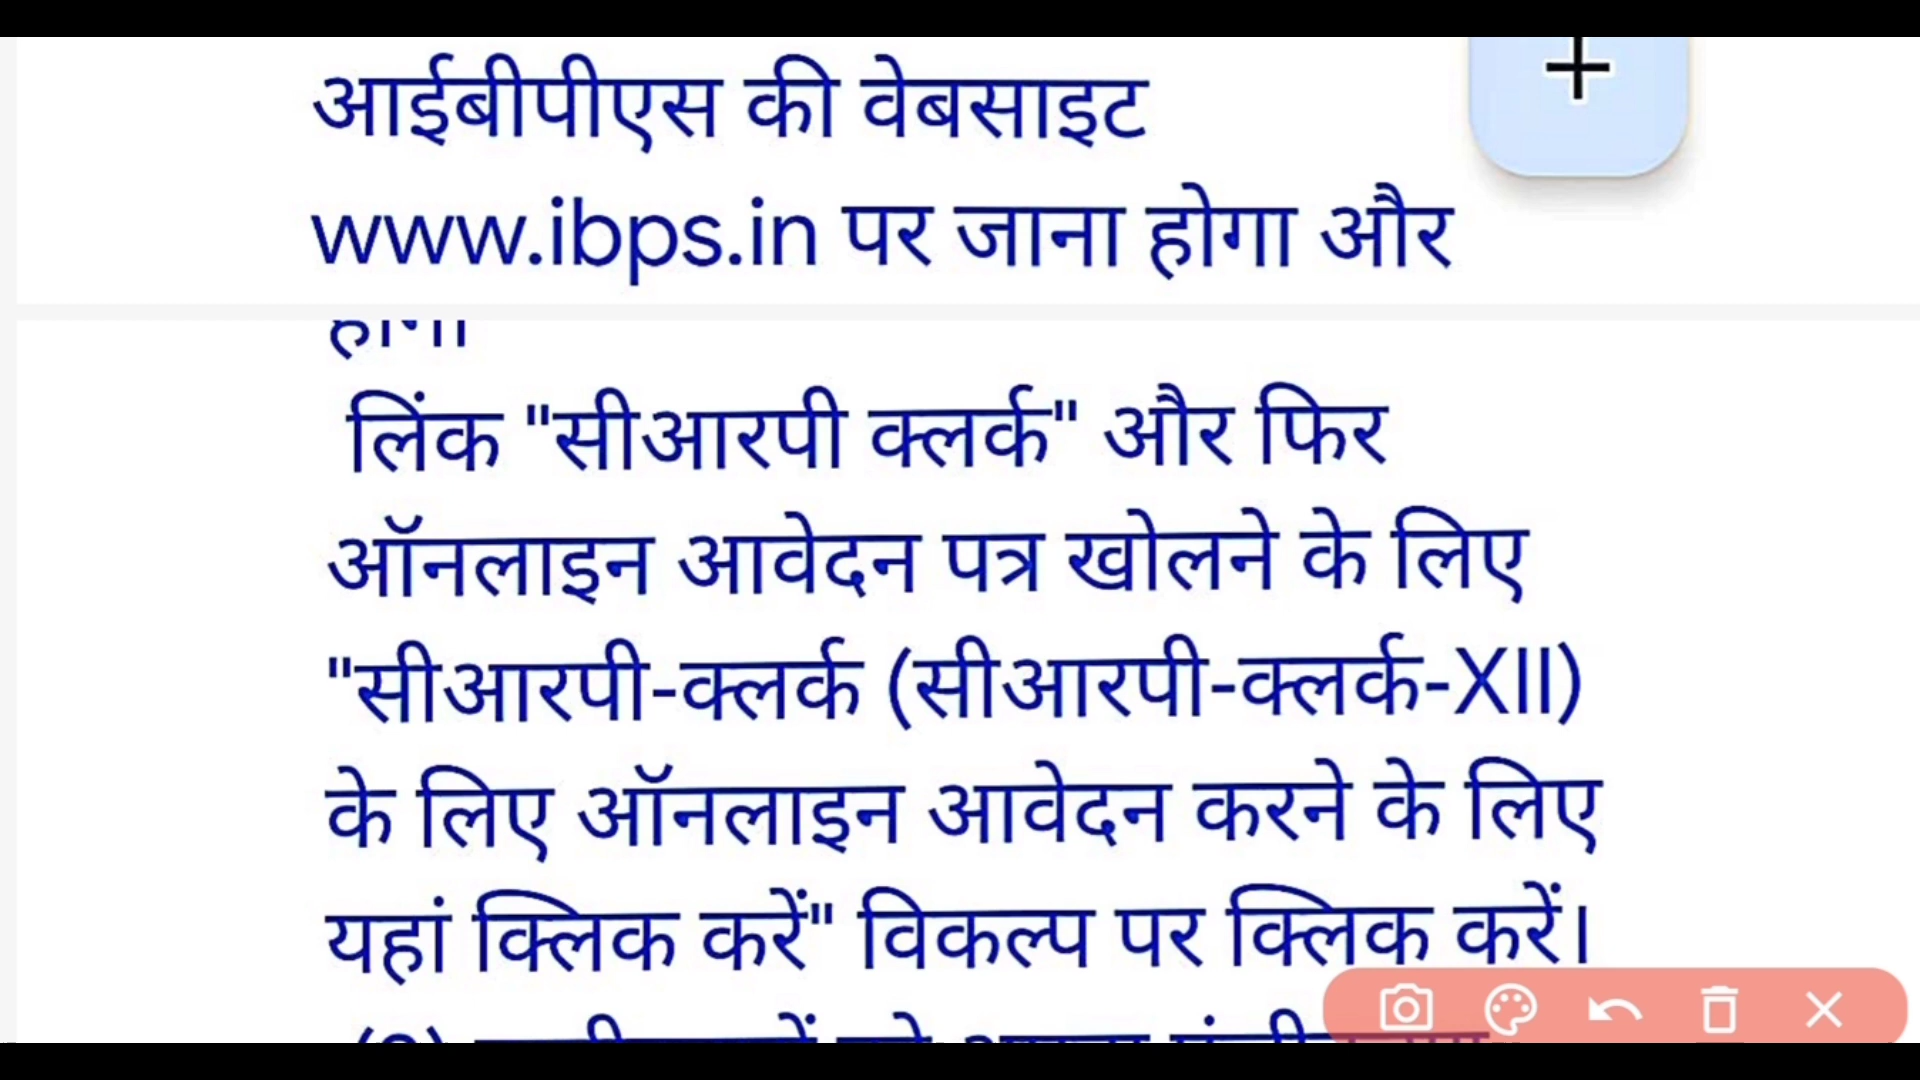 आईबीपीएस की वेबसाइट
www.ibps.in पर जाना होगा और
होगा
लिंक "सीआरपी क्लर्क" और फिर
ऑनलाइन आवेदन पत्र खोलने के लिए
"सीआरपी-क्लर्क (सीआरपी-क्लर्क-XII)
के लिए ऑनलाइन आवेदन करने के लिए
यहां क्लिक करें" विकल्प पर क्लिक करें।